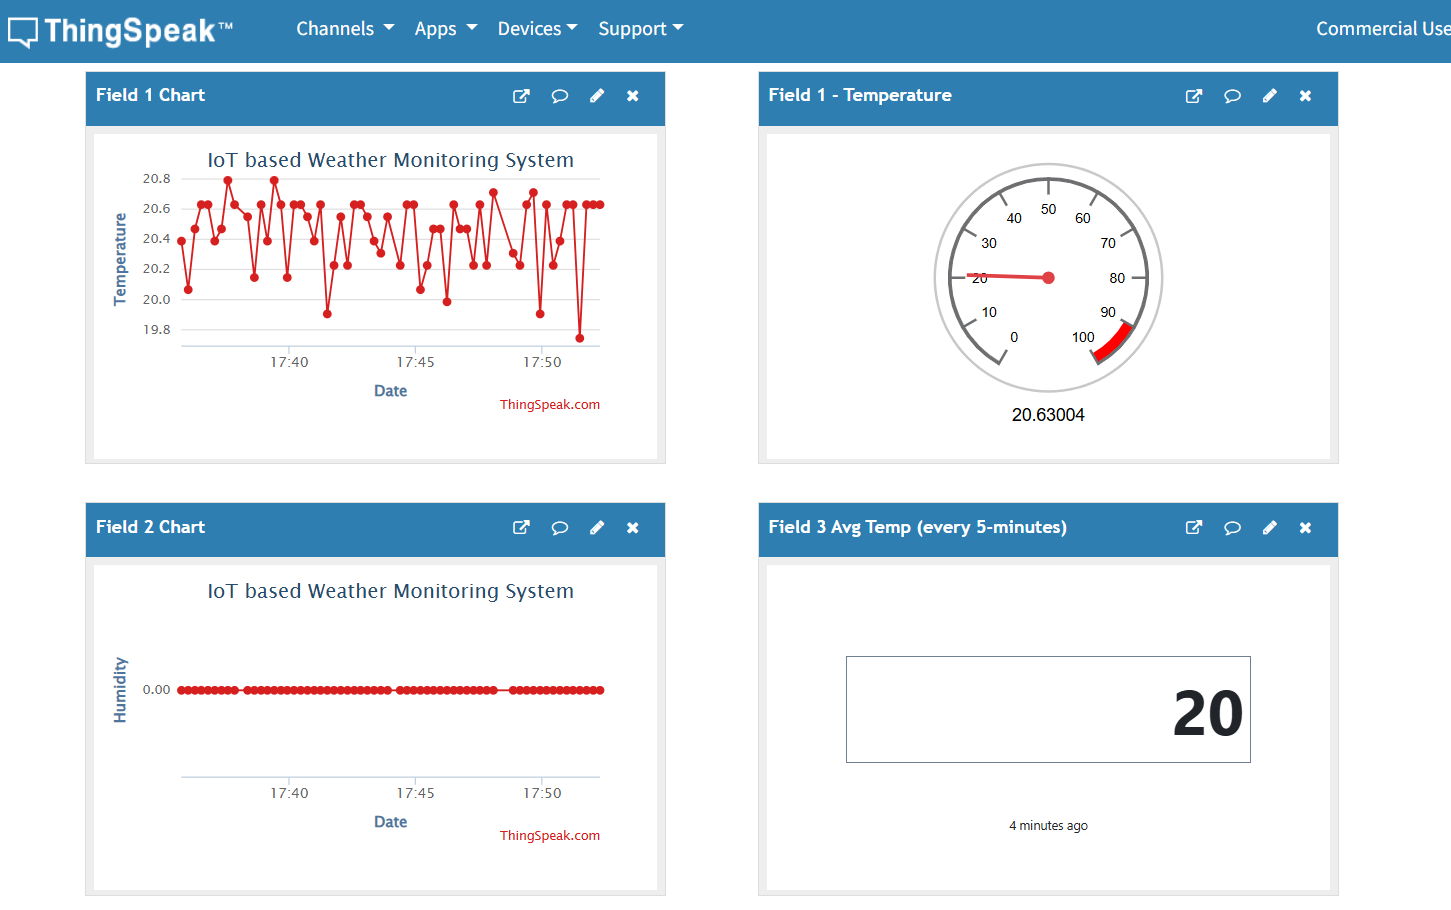 ThingSpeak™ Channels Apps Devices Support Commercial Use
Field 1 Chart
IoT based Weather Monitoring System
Temperature
20.8
20.6
20.4
20.2
20.0
19.8
17:40 17:45 17:50
Date
ThingSpeak.com
Field 1 - Temperature
0
10
20
30
40
50
60
70
80
90
100
20.63004
Field 2 Chart
IoT based Weather Monitoring System
Humidity
0.00
17:40 17:45 17:50
Date
ThingSpeak.com
Field 3 Avg Temp (every 5-minutes)
20
4 minutes ago